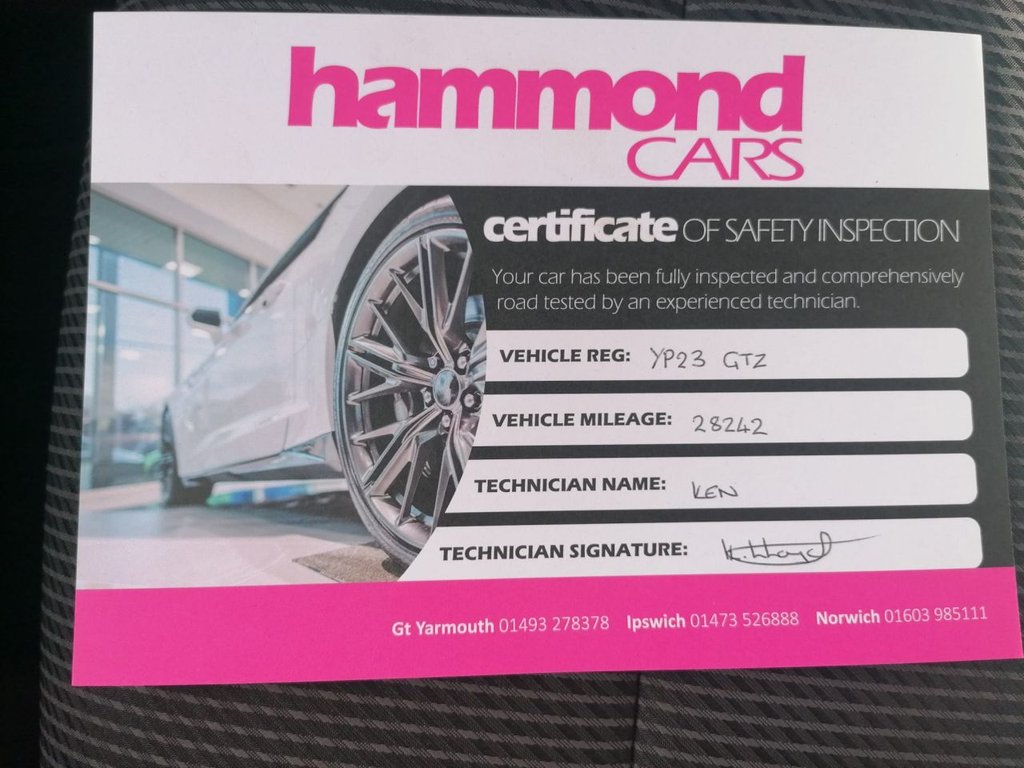 hammond
CARS
certificate OF SAFETY INSPECTION
Your car has been fully inspected and comprehensively
road tested by an experienced technician.
VEHICLE REG: YP23 GTZ
VEHICLE MILEAGE: 28242
TECHNICIAN NAME: KEN
TECHNICIAN SIGNATURE:
Gt Yarmouth 01493 278378 Ipswich 01473 526888 Norwich 01603 985111